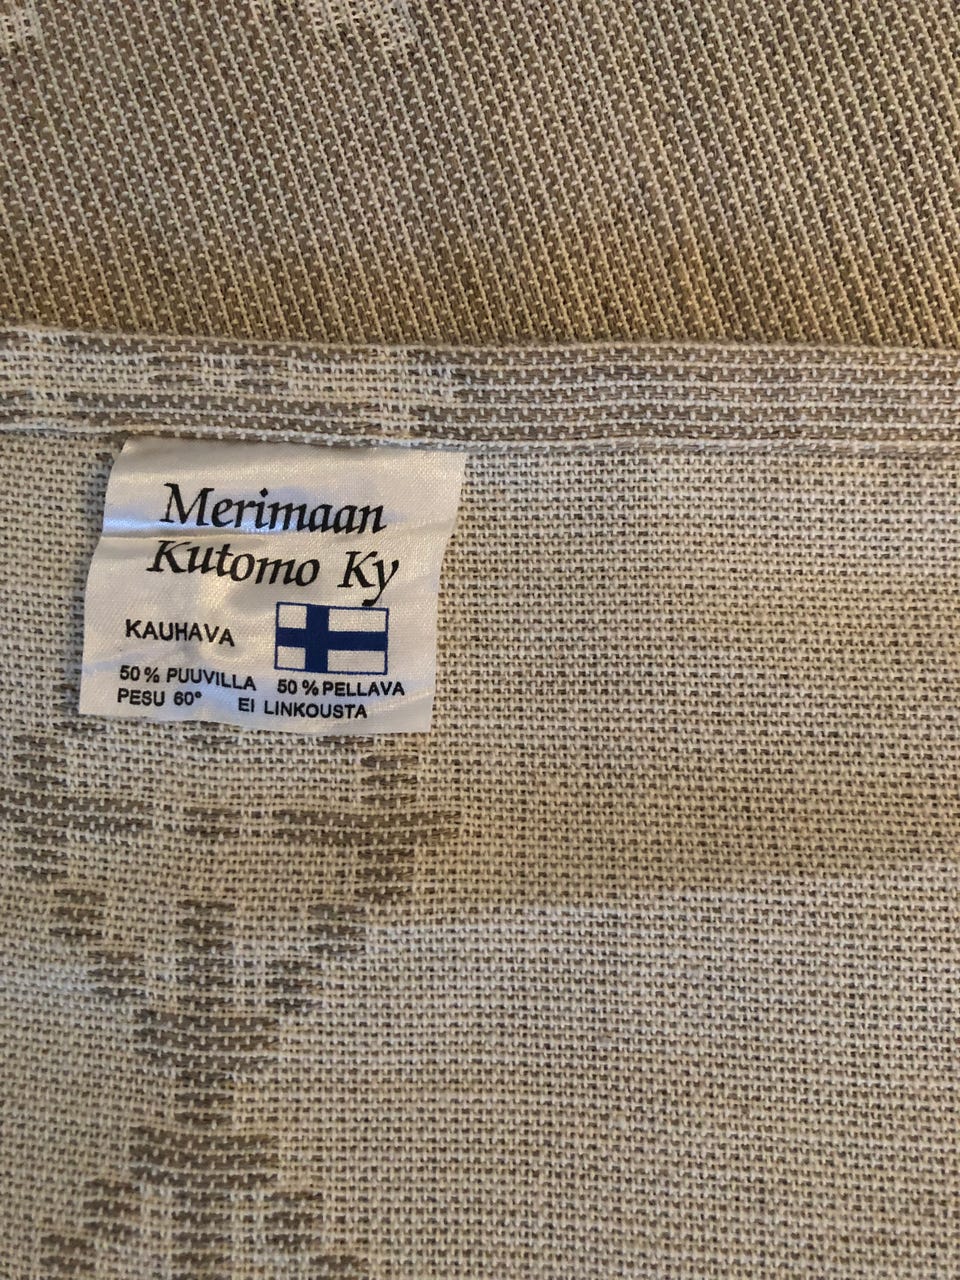 Merimaan
Kutomo Ky
KAUHAVA
50% PUUVILLA 50% PELLAVA
PESU 60° EI LINKOUSTA